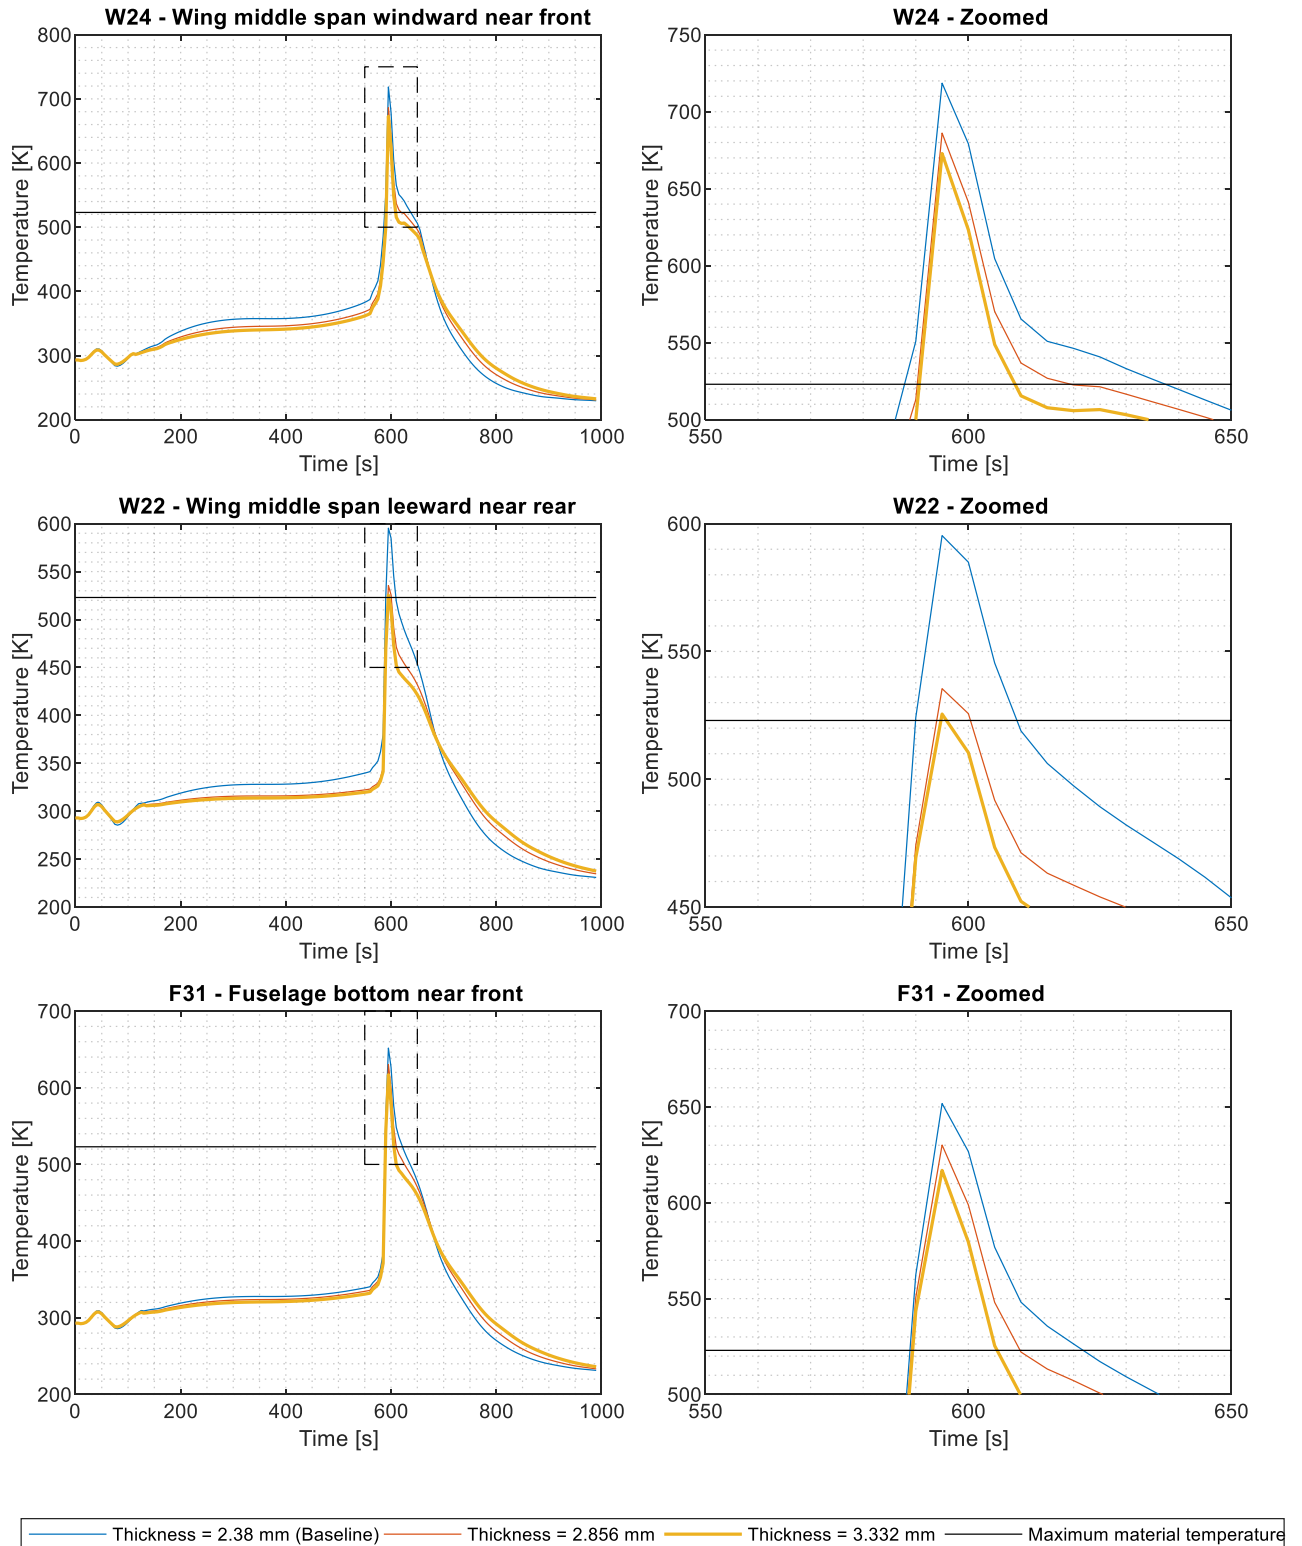 W24 - Wing middle span windward near front
800
700
600
500
400
300
200
Temperature [K]
0 200 400 600 800 1000
Time [s]
W24 - Zoomed
750
700
650
600
550
500
Temperature [K]
550 600 650
Time [s]
W22 - Wing middle span leeward near rear
600
550
500
450
400
350
300
250
200
Temperature [K]
0 200 400 600 800 1000
Time [s]
W22 - Zoomed
600
550
500
450
Temperature [K]
550 600 650
Time [s]
F31 - Fuselage bottom near front
700
600
500
400
300
200
Temperature [K]
0 200 400 600 800 1000
Time [s]
F31 - Zoomed
700
650
600
550
500
Temperature [K]
550 600 650
Time [s]
Thickness = 2.38 mm (Baseline) Thickness = 2.856 mm Thickness = 3.332 mm Maximum material temperature